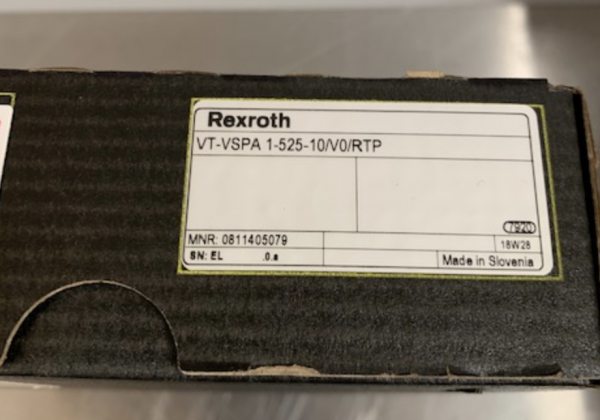 Rexroth
VT-VSPA 1-525-10/V0/RTP
7920
MNR: 0811405079
18W28
SN: EL .0.a
Made in Slovenia